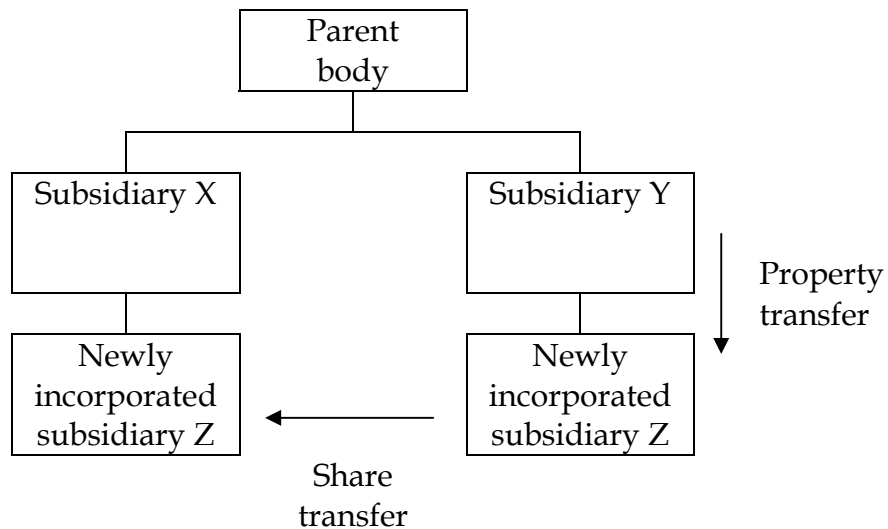 Parent
body
Subsidiary X
Subsidiary Y
Property
transfer
Newly
incorporated
subsidiary Z
Newly
incorporated
subsidiary Z
Share
transfer